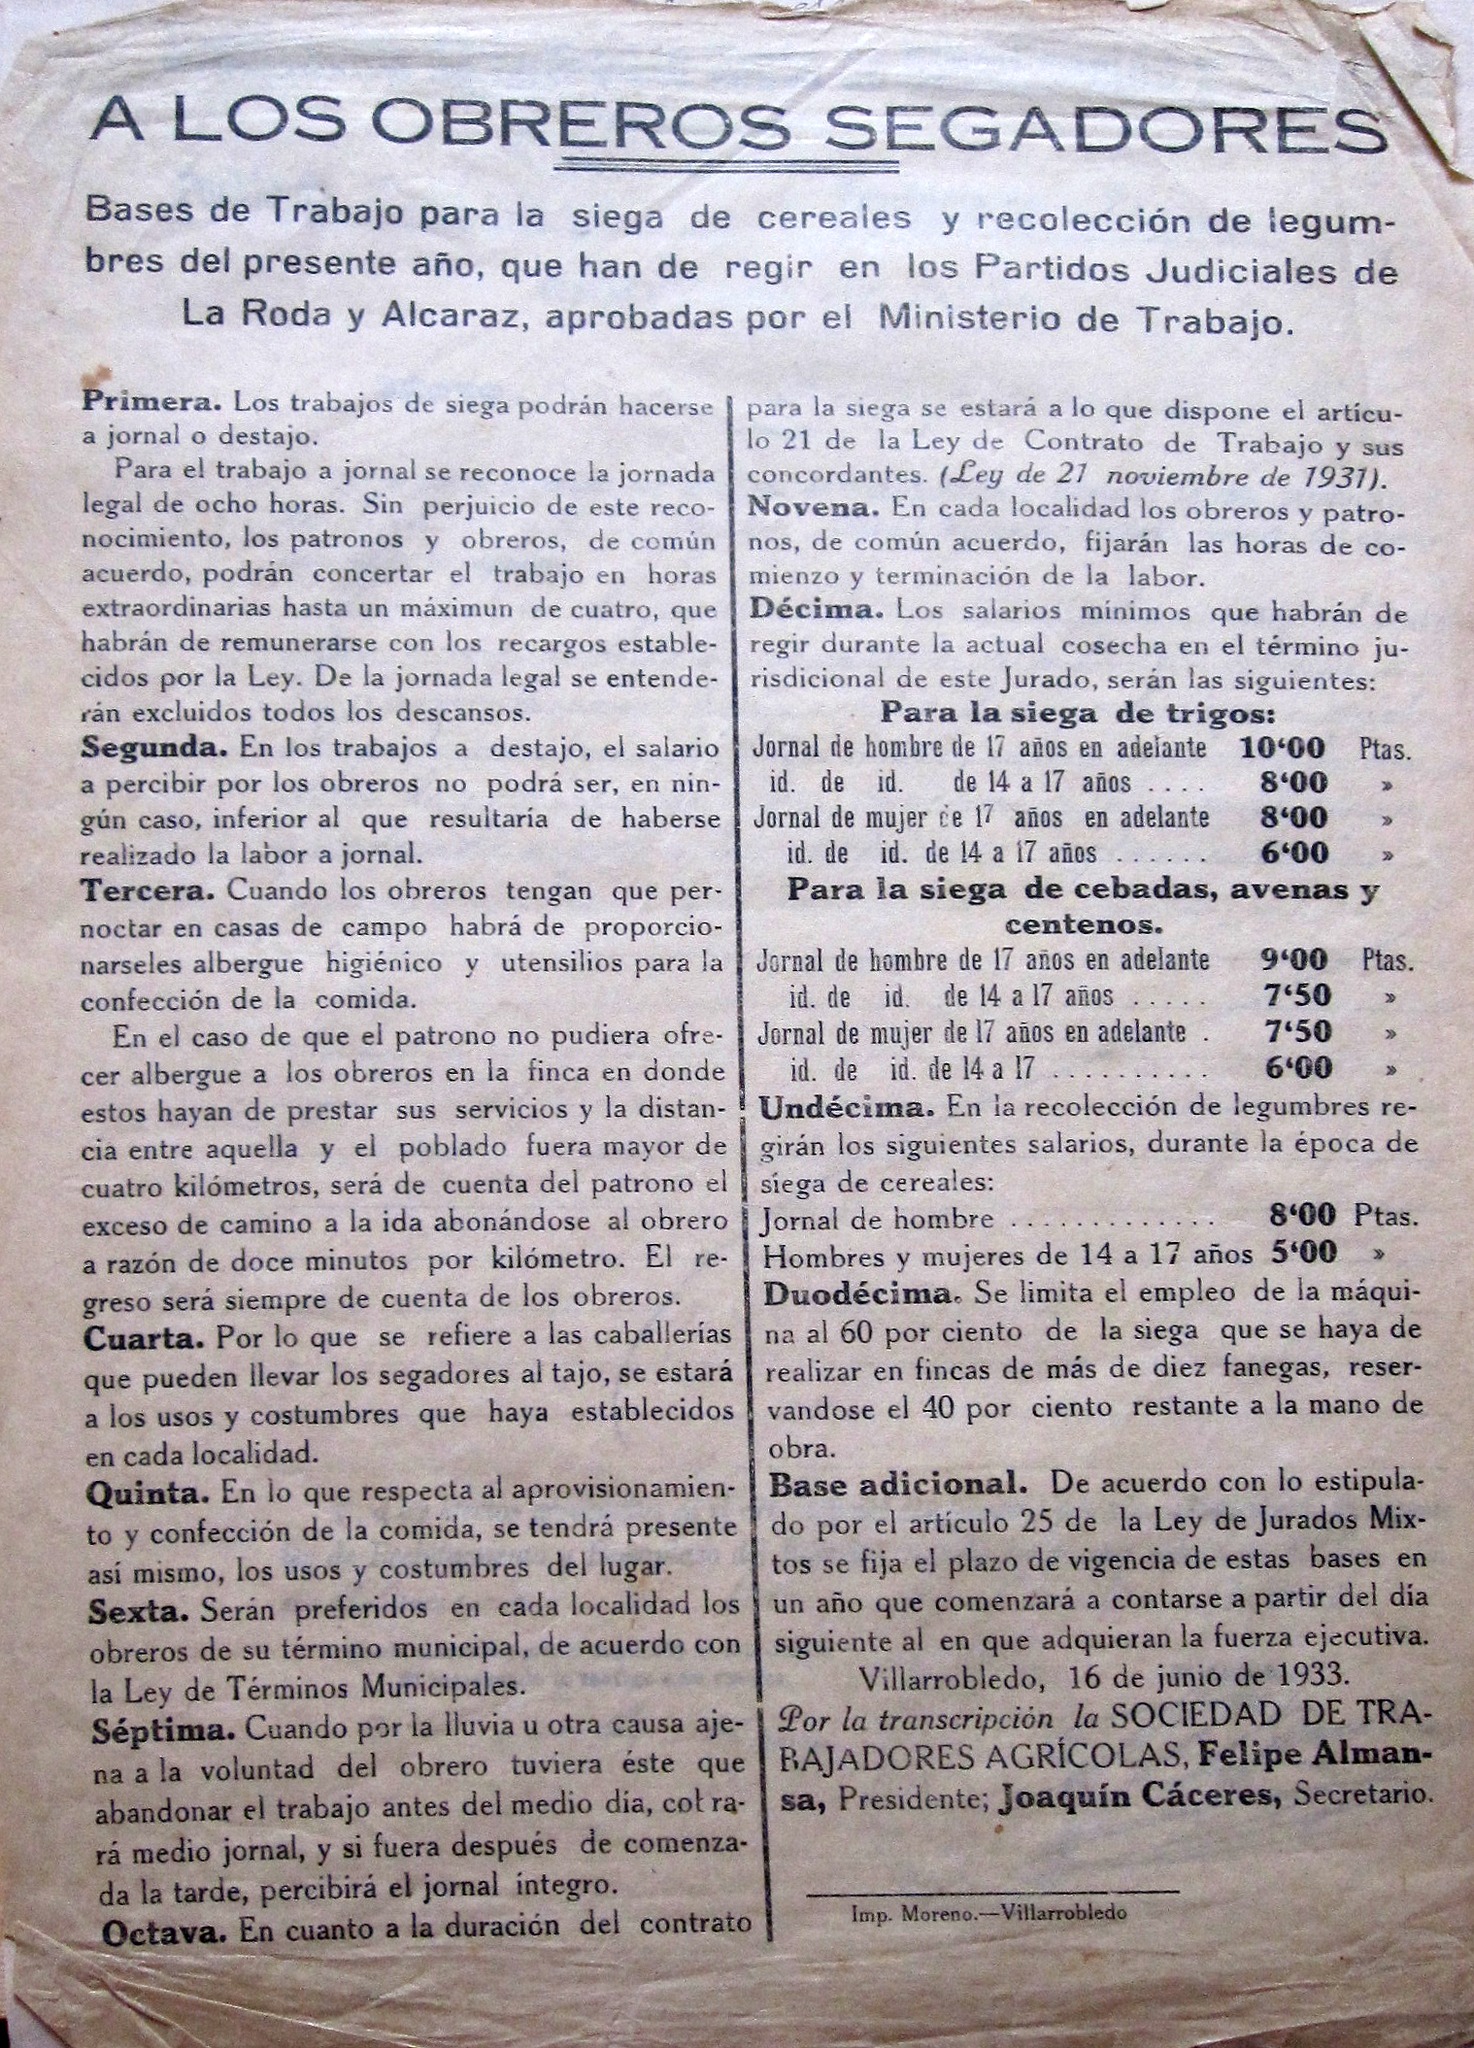 A LOS OBREROS SEGADORES
Bases de Trabajo para la siega de cereales y recolección de legum-
bres del presente año, que han de regir en los Partidos Judiciales de
La Roda y Alcaraz, aprobadas por el Ministerio de Trabajo.
Primera. Los trabajos de siega podrán hacerse
a jornal o destajo.
Para el trabajo a jornal se reconoce la jornada
legal de ocho horas. Sin perjuicio de este reco-
nocimiento, los patronos y obreros, de común
acuerdo, podrán concertar el trabajo en horas
extraordinarias hasta un máximun de cuatro, que
habrán de remunerarse con los recargos estable-
cidos por la Ley. De la jornada legal se entende-
rán excluidos todos los descansos.
Segunda. En los trabajos a destajo, el salario
a percibir por los obreros no podrá ser, en nin-
gún caso, inferior al que resultaría de haberse
realizado la labor a jornal.
Tercera. Cuando los obreros tengan que per-
noctar en casas de campo habrá de proporcio-
narseles albergue higiénico y utensilios para la
confección de la comida.
En el caso de que el patrono no pudiera ofre-
cer albergue a los obreros en la finca en donde
estos hayan de prestar sus servicios y la distan-
cia entre aquella y el poblado fuera mayor de
cuatro kilómetros, será de cuenta del patrono el
exceso de camino a la ida abonándose al obrero
a razón de doce minutos por kilómetro. El re-
greso será siempre de cuenta de los obreros.
Cuarta. Por lo que se refiere a las caballerías
que pueden llevar los segadores al tajo, se estará
a los usos y costumbres que haya establecidos
en cada localidad.
Quinta. En lo que respecta al aprovisionamien-
to y confección de la comida, se tendrá presente
así mismo, los usos y costumbres del lugar.
Sexta. Serán preferidos en cada localidad los
obreros de su término municipal, de acuerdo con
la Ley de Términos Municipales.
Séptima. Cuando por la lluvia u otra causa aje-
na a la voluntad del obrero tuviera éste que
abandonar el trabajo antes del medio dia, cobra-
rá medio jornal, y si fuera después de comenza-
da la tarde, percibirá el jornal íntegro.
Octava. En cuanto a la duración del contrato
para la siega se estará a lo que dispone el artícu-
lo 21 de la Ley de Contrato de Trabajo y sus
concordantes. (Ley de 21 noviembre de 1931).
Novena. En cada localidad los obreros y patro-
nos, de común acuerdo, fijarán las horas de co-
mienzo y terminación de la labor.
Décima. Los salarios mínimos que habrán de
regir durante la actual cosecha en el término ju-
risdicional de este Jurado, serán las siguientes:
Para la siega de trigos:
Jornal de hombre de 17 años en adelante 10‘00 Ptas.
id. de id. de 14 a 17 años .... 8‘00 »
Jornal de mujer de 17 años en adelante 8‘00 »
id. de id. de 14 a 17 años ...... 6‘00 »
Para la siega de cebadas, avenas y
centenos.
Jornal de hombre de 17 años en adelante 9‘00 Ptas.
id. de id. de 14 a 17 años ..... 7‘50 »
Jornal de mujer de 17 años en adelante . 7‘50 »
id. de id. de 14 a 17 .......... 6‘00 »
Undécima. En la recolección de legumbres re-
girán los siguientes salarios, durante la época de
siega de cereales:
Jornal de hombre ............. 8‘00 Ptas.
Hombres y mujeres de 14 a 17 años 5‘00 »
Duodécima. Se limita el empleo de la máqui-
na al 60 por ciento de la siega que se haya de
realizar en fincas de más de diez fanegas, reser-
vandose el 40 por ciento restante a la mano de
obra.
Base adicional. De acuerdo con lo estipula-
do por el artículo 25 de la Ley de Jurados Mix-
tos se fija el plazo de vigencia de estas bases en
un año que comenzará a contarse a partir del día
siguiente al en que adquieran la fuerza ejecutiva.
Villarrobledo, 16 de junio de 1933.
Por la transcripción la SOCIEDAD DE TRA-
BAJADORES AGRÍCOLAS, Felipe Alman-
sa, Presidente; Joaquín Cáceres, Secretario.
Imp. Moreno.—Villarrobledo